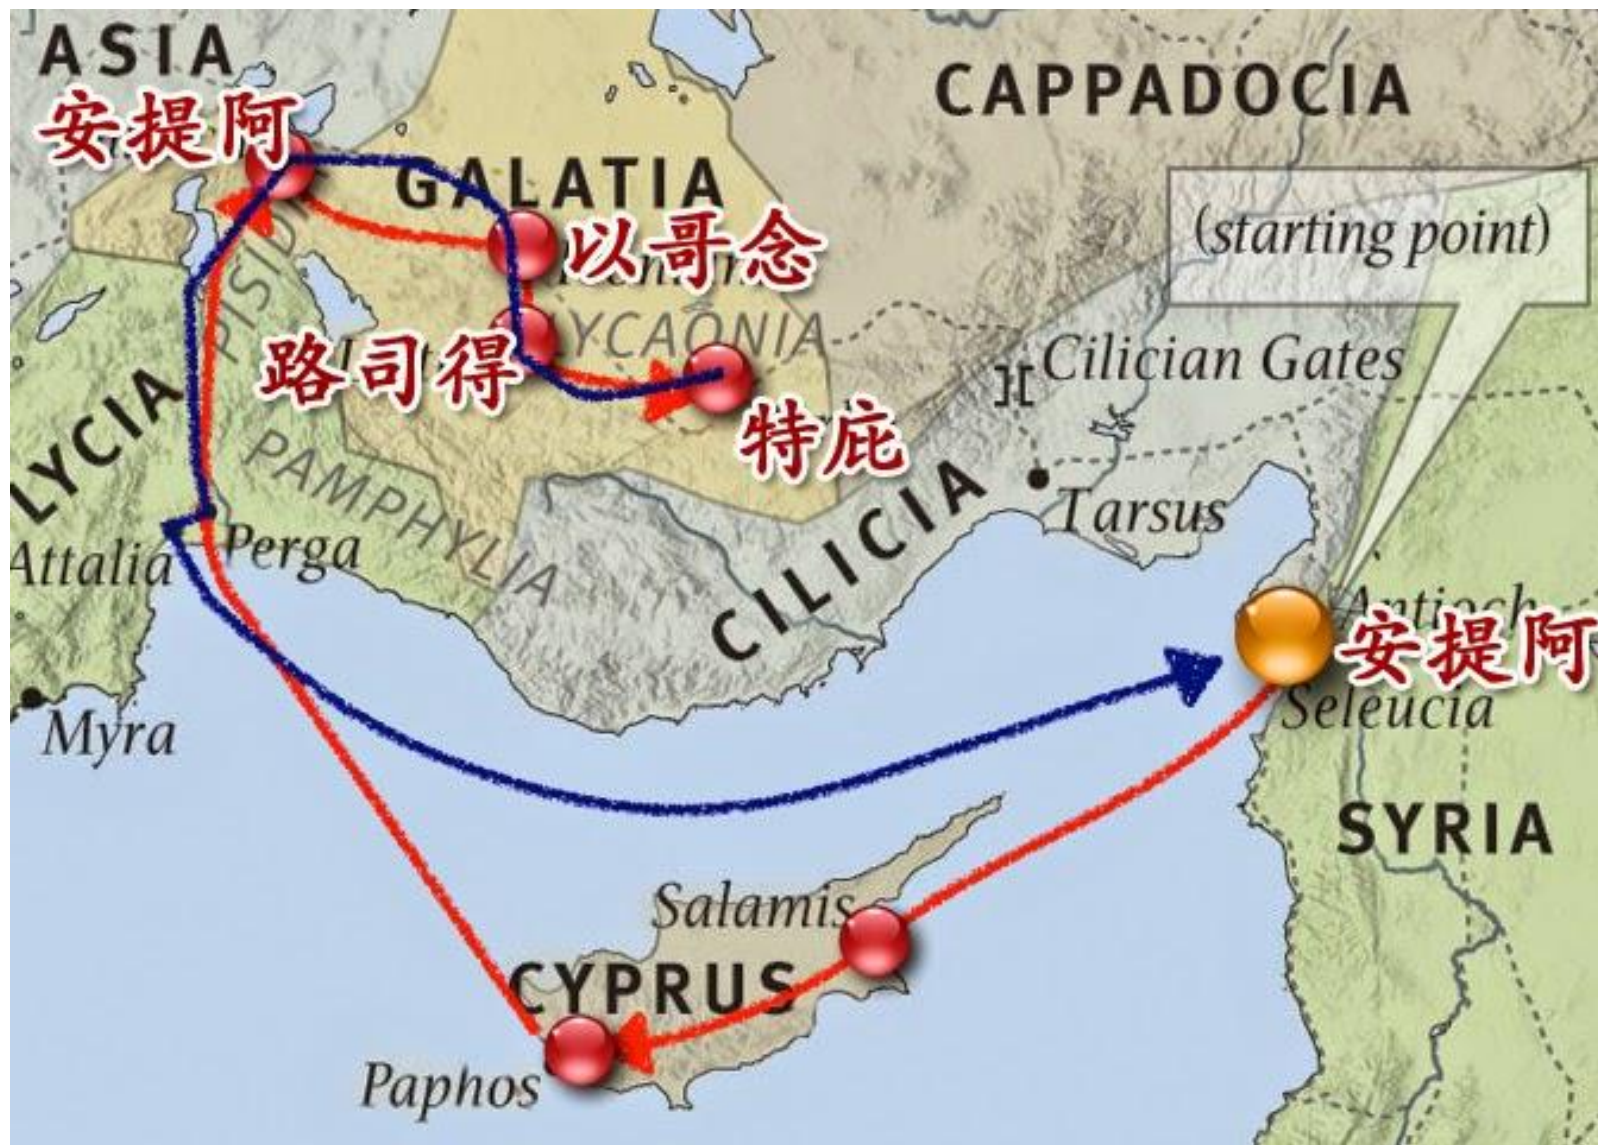 ASIA
安提阿
CAPPADOCIA
GALATIA
(starting point)
以哥念
PISIDIA
LYCAONIA
路司得
Cilician Gates
特庇
LYCIA
PAMPHYLIA
CILICIA
Tarsus
Perga
Attalia
Antioch
安提阿
Seleucia
Myra
SYRIA
Salamis
CYPRUS
Paphos